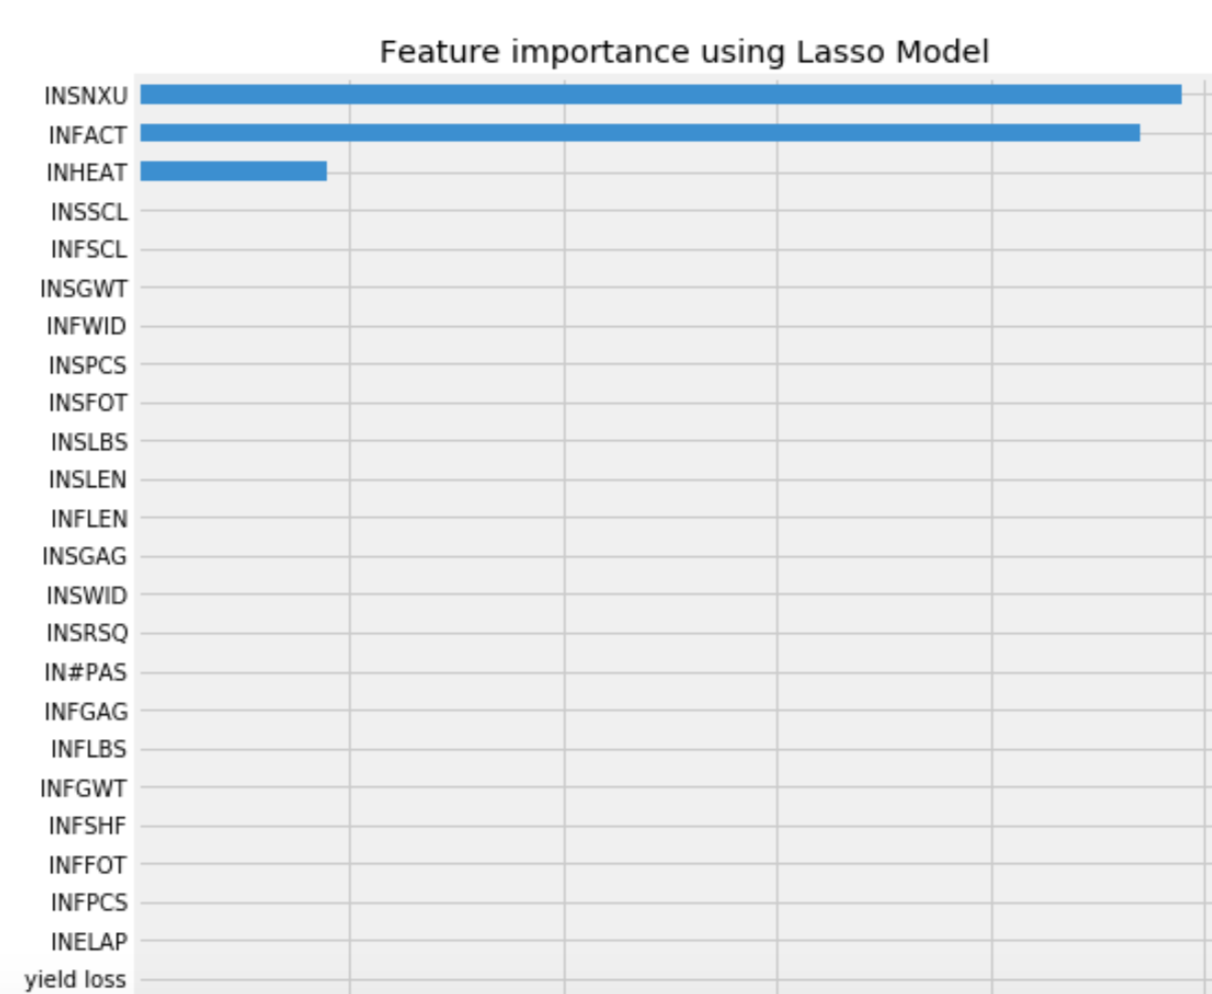 Feature importance using Lasso Model
INSNXU
INFACT
INHEAT
INSSCL
INFSCL
INSGWT
INFWID
INSPCS
INSFOT
INSLBS
INSLEN
INFLEN
INSGAG
INSWID
INSRSQ
IN#PAS
INFGAG
INFLBS
INFGWT
INFSHF
INFFOT
INFPCS
INELAP
yield loss